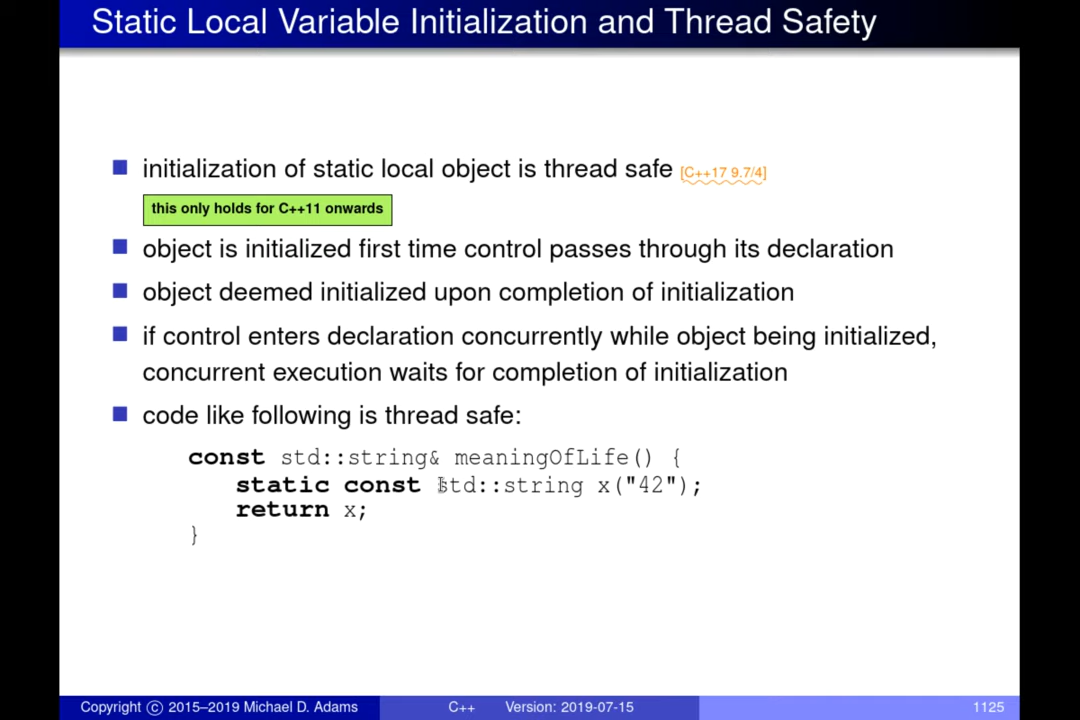 Static Local Variable Initialization and Thread Safety
initialization of static local object is thread safe [C++17 9.7/4]
this only holds for C++11 onwards
object is initialized first time control passes through its declaration
object deemed initialized upon completion of initialization
if control enters declaration concurrently while object being initialized,
concurrent execution waits for completion of initialization
code like following is thread safe:
const std::string& meaningOfLife() {
static const std::string x("42");
return x;
}
Copyright © 2015–2019 Michael D. Adams C++ Version: 2019-07-15 1125